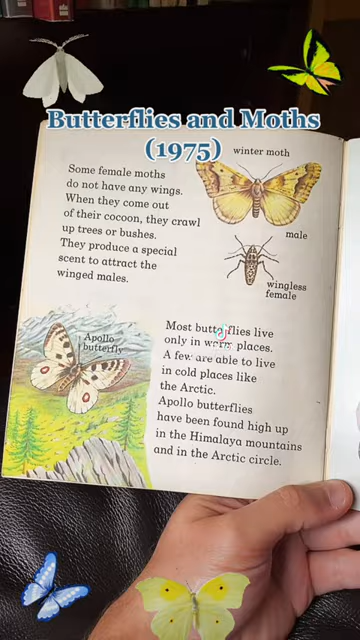 Butterflies and Moths
(1975)
winter moth
Some female moths
do not have any wings.
When they come out
of their cocoon, they crawl
up trees or bushes.
They produce a special
scent to attract the
winged males.
male
wingless
female
Apollo
butterfly
Most butterflies live
only in warm places.
A few are able to live
in cold places like
the Arctic.
Apollo butterflies
have been found high up
in the Himalaya mountains
and in the Arctic circle.